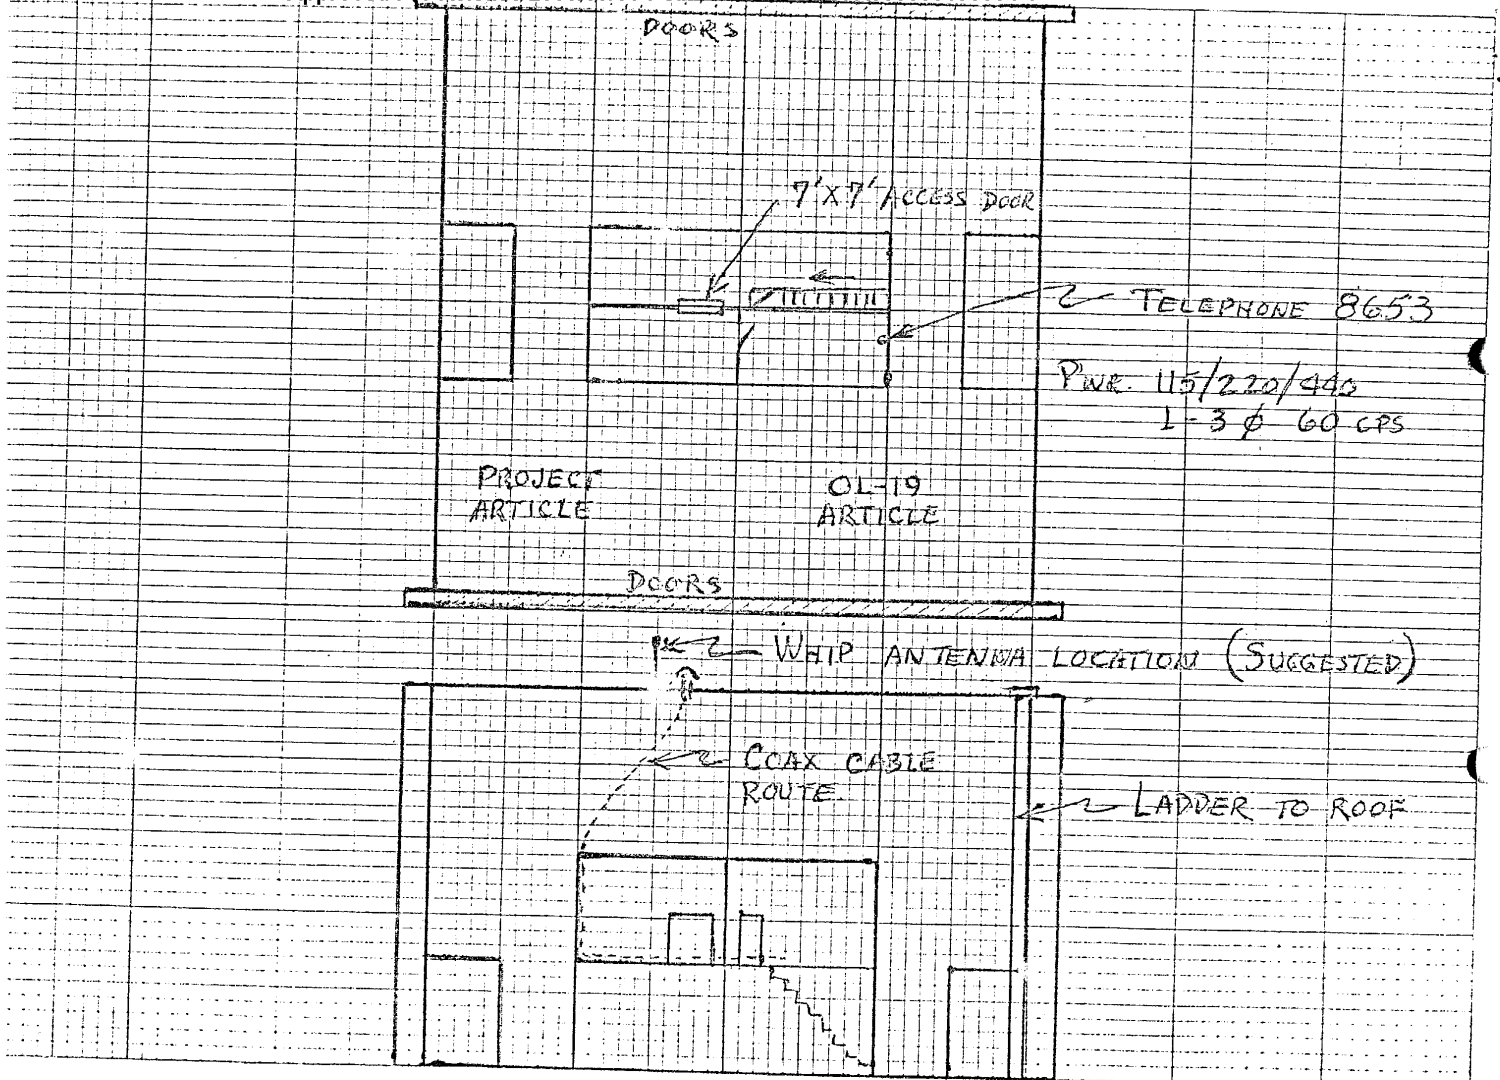 DOORS
7'X7' ACCESS DOOR
TELEPHONE 8653
PWR. 115/220/440
1-3 ϕ 60 CPS
PROJECT
ARTICLE
OL-19
ARTICLE
DOORS
WHIP ANTENNA LOCATION (SUGGESTED)
COAX CABLE
ROUTE
LADDER TO ROOF